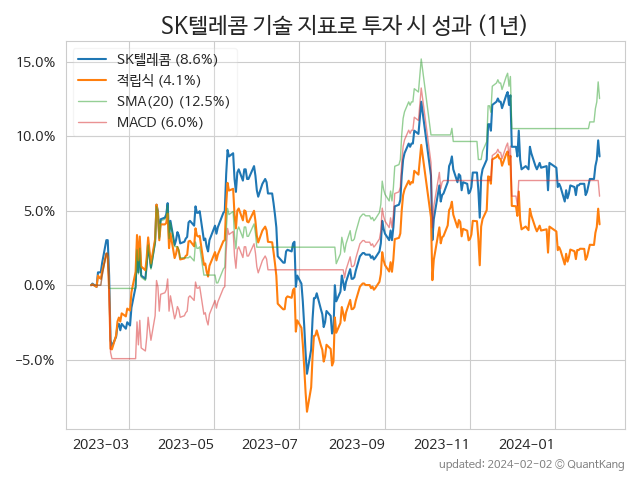 SK텔레콤 기술 지표로 투자 시 성과 (1년)
SK텔레콤 (8.6%)
적립식 (4.1%)
SMA(20) (12.5%)
MACD (6.0%)
15.0%
10.0%
5.0%
0.0%
−5.0%
2023-03 2023-05 2023-07 2023-09 2023-11 2024-01
updated: 2024-02-02 © QuantKang